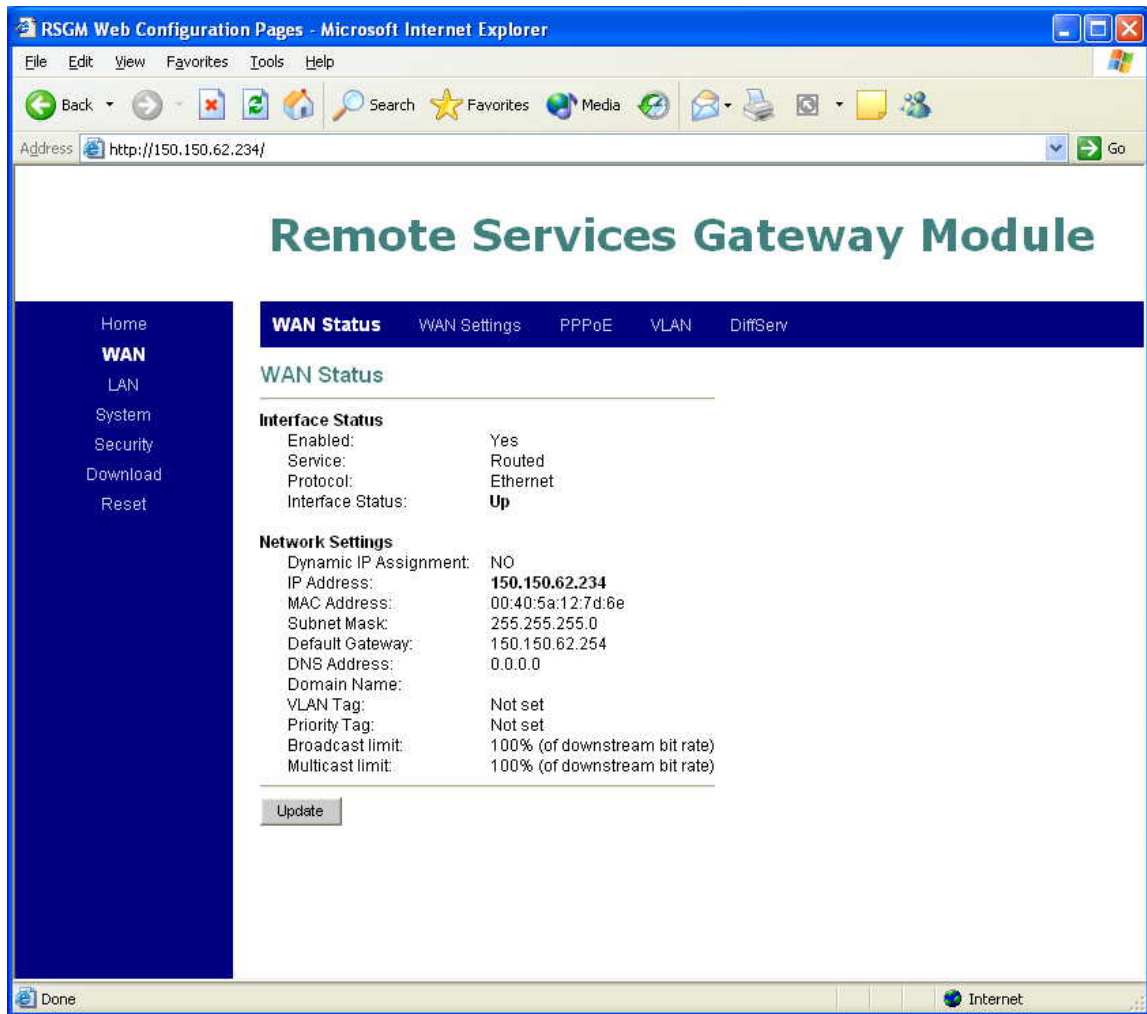 RSGM Web Configuration Pages - Microsoft Internet Explorer
File Edit View Favorites Tools Help
Back Search Favorites Media
Address http://150.150.62.234/ Go
Remote Services Gateway Module
Home
WAN
LAN
System
Security
Download
Reset
WAN Status WAN Settings PPPoE VLAN DiffServ
WAN Status
Interface Status
Enabled: Yes
Service: Routed
Protocol: Ethernet
Interface Status: Up
Network Settings
Dynamic IP Assignment: NO
IP Address: 150.150.62.234
MAC Address: 00:40:5a:12:7d:6e
Subnet Mask: 255.255.255.0
Default Gateway: 150.150.62.254
DNS Address: 0.0.0.0
Domain Name:
VLAN Tag: Not set
Priority Tag: Not set
Broadcast limit: 100% (of downstream bit rate)
Multicast limit: 100% (of downstream bit rate)
Update
Done Internet